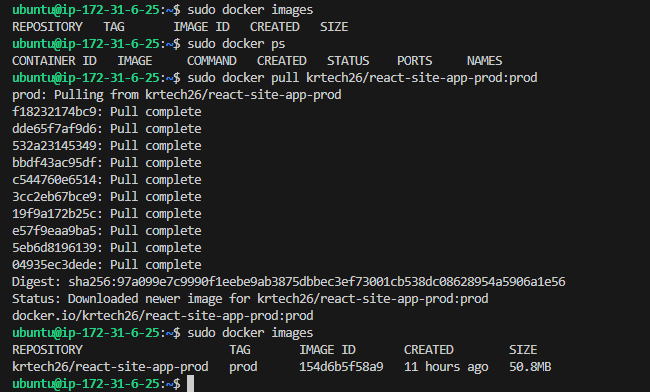 ubuntu@ip-172-31-6-25:~$ sudo docker images
REPOSITORY   TAG       IMAGE ID   CREATED   SIZE
ubuntu@ip-172-31-6-25:~$ sudo docker ps
CONTAINER ID   IMAGE     COMMAND   CREATED   STATUS    PORTS     NAMES
ubuntu@ip-172-31-6-25:~$ sudo docker pull krtech26/react-site-app-prod:prod
prod: Pulling from krtech26/react-site-app-prod
f18232174bc9: Pull complete
dde65f7af9d6: Pull complete
532a23145349: Pull complete
bbdf43ac95df: Pull complete
c544760e6514: Pull complete
3cc2eb67bce9: Pull complete
19f9a172b25c: Pull complete
e57f9eaa9ba5: Pull complete
5eb6d8196139: Pull complete
04935ec3dede: Pull complete
Digest: sha256:97a099e7c9990f1eebe9ab3875dbbec3ef73001cb538dc08628954a5906a1e56
Status: Downloaded newer image for krtech26/react-site-app-prod:prod
docker.io/krtech26/react-site-app-prod:prod
ubuntu@ip-172-31-6-25:~$ sudo docker images
REPOSITORY                     TAG       IMAGE ID       CREATED        SIZE
krtech26/react-site-app-prod   prod      154d6b5f58a9   11 hours ago   50.8MB
ubuntu@ip-172-31-6-25:~$